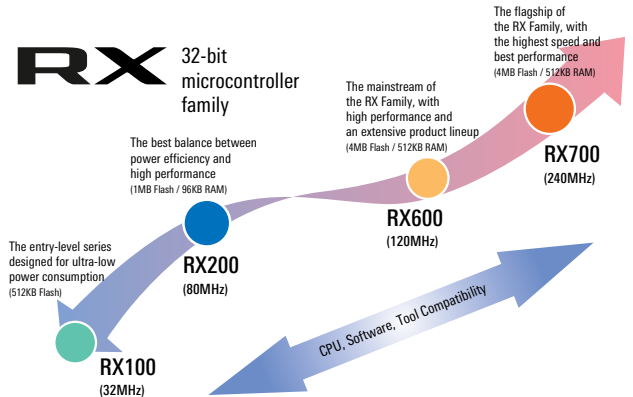 RX
32-bit
microcontroller
family
The flagship of
the RX Family, with
the highest speed and
best performance
(4MB Flash / 512KB RAM)
RX700
(240MHz)
The mainstream of
the RX Family, with
high performance and
an extensive product lineup
(4MB Flash / 512KB RAM)
RX600
(120MHz)
The best balance between
power efficiency and
high performance
(1MB Flash / 96KB RAM)
RX200
(80MHz)
The entry-level series
designed for ultra-low
power consumption
(512KB Flash)
RX100
(32MHz)
CPU, Software, Tool Compatibility